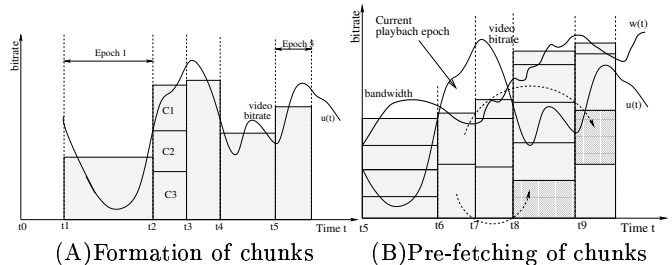 bitrate
Epoch 1
Epoch 5
C1
C2
C3
video
bitrate
u(t)
t0
t1
t2
t3
t4
t5
Time t
(A)Formation of chunks
bitrate
Current
playback epoch
video
bitrate
w(t)
bandwidth
u(t)
t5
t6
t7
t8
t9
Time t
(B)Pre-fetching of chunks